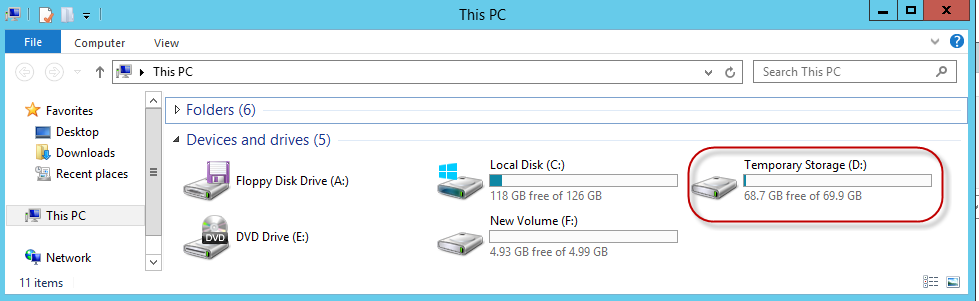 This PC
File
Computer
View
This PC
Search This PC
Favorites
Desktop
Downloads
Recent places
This PC
Network
Folders (6)
Devices and drives (5)
Floppy Disk Drive (A:)
Local Disk (C:)
118 GB free of 126 GB
Temporary Storage (D:)
68.7 GB free of 69.9 GB
DVD
DVD Drive (E:)
New Volume (F:)
4.93 GB free of 4.99 GB
11 items